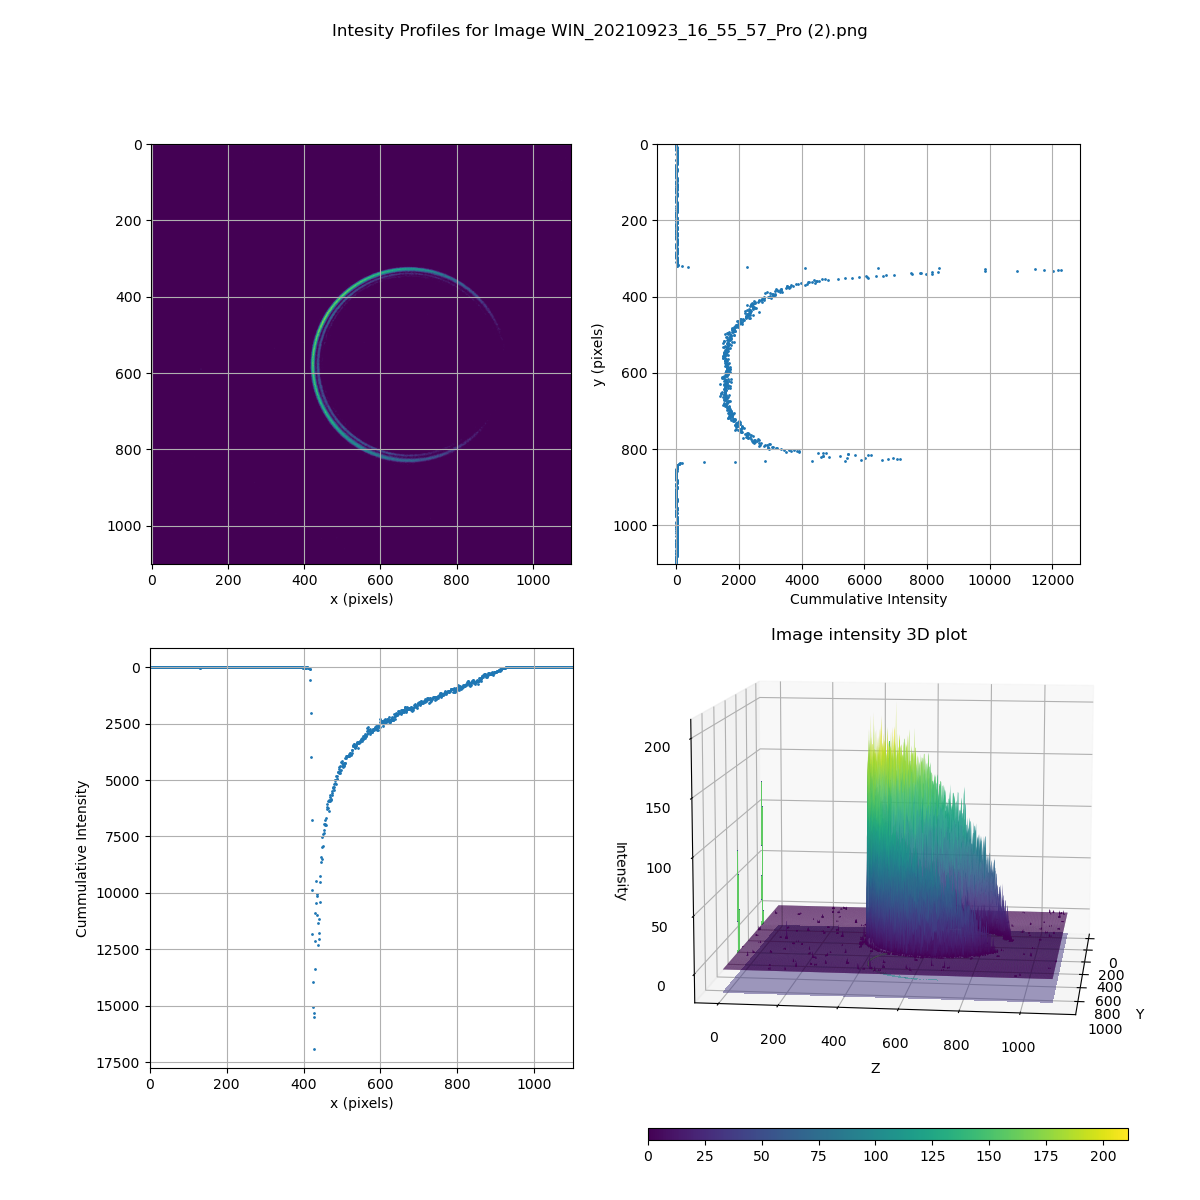 Intesity Profiles for Image WIN_20210923_16_55_57_Pro (2).png
0
200
400
600
800
1000
0 200 400 600 800 1000
x (pixels)
y (pixels)
0
200
400
600
800
1000
0 2000 4000 6000 8000 10000 12000
Cummulative Intensity
Cummulative Intensity
0
2500
5000
7500
10000
12500
15000
17500
0 200 400 600 800 1000
x (pixels)
Image intensity 3D plot
Intensity
200
150
100
50
0
0 200 400 600 800 1000
Z
0
200
400
600
800
1000
Y
0 25 50 75 100 125 150 175 200